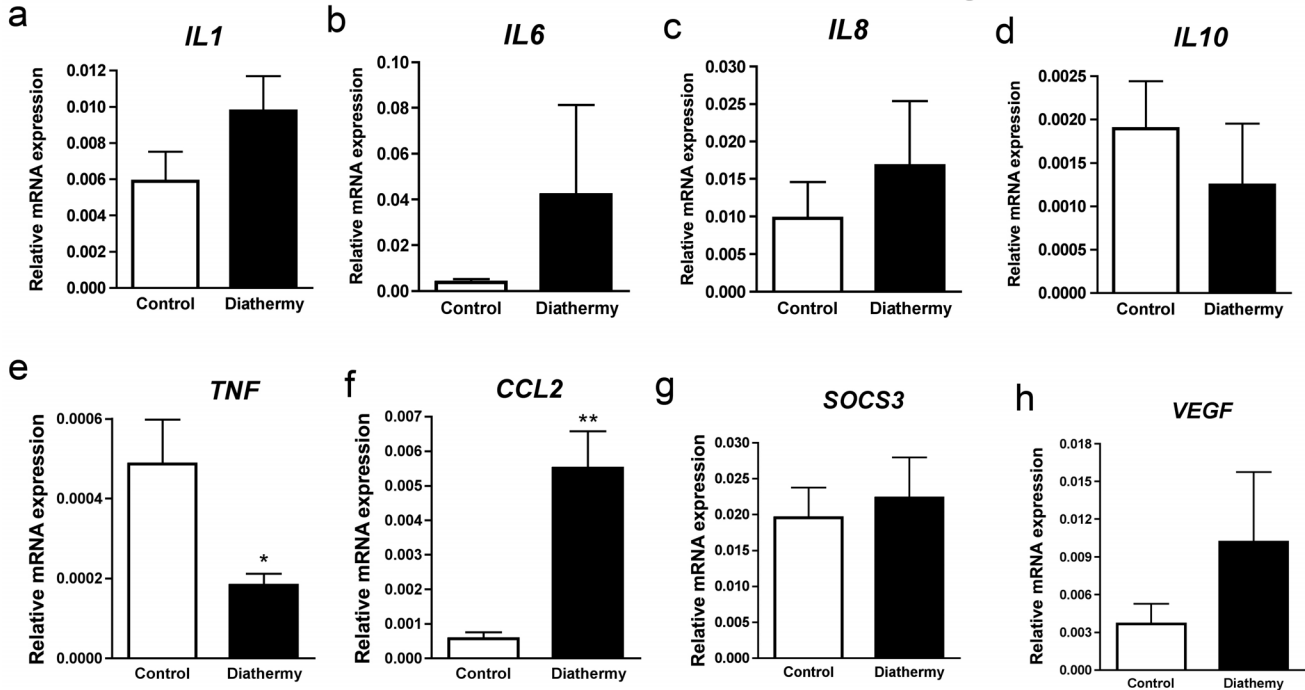 a
IL1
Relative mRNA expression
0.012
0.010
0.008
0.006
0.004
0.002
0.000
Control Diathermy
b
IL6
Relative mRNA expression
0.10
0.08
0.06
0.04
0.02
0.00
Control Diathermy
c
IL8
Relative mRNA expression
0.030
0.025
0.020
0.015
0.010
0.005
0.000
Control Diathermy
d
IL10
Relative mRNA expression
0.0025
0.0020
0.0015
0.0010
0.0005
0.0000
Control Diathermy
e
TNF
Relative mRNA expression
0.0006
0.0004
0.0002
0.0000
*
Control Diathermy
f
CCL2
Relative mRNA expression
0.007
0.006
0.005
0.004
0.003
0.002
0.001
0.000
**
Control Diathermy
g
SOCS3
Relative mRNA expression
0.030
0.025
0.020
0.015
0.010
0.005
0.000
Control Diathermy
h
VEGF
Relative mRNA expression
0.018
0.015
0.012
0.009
0.006
0.003
0.000
Control Diathemy